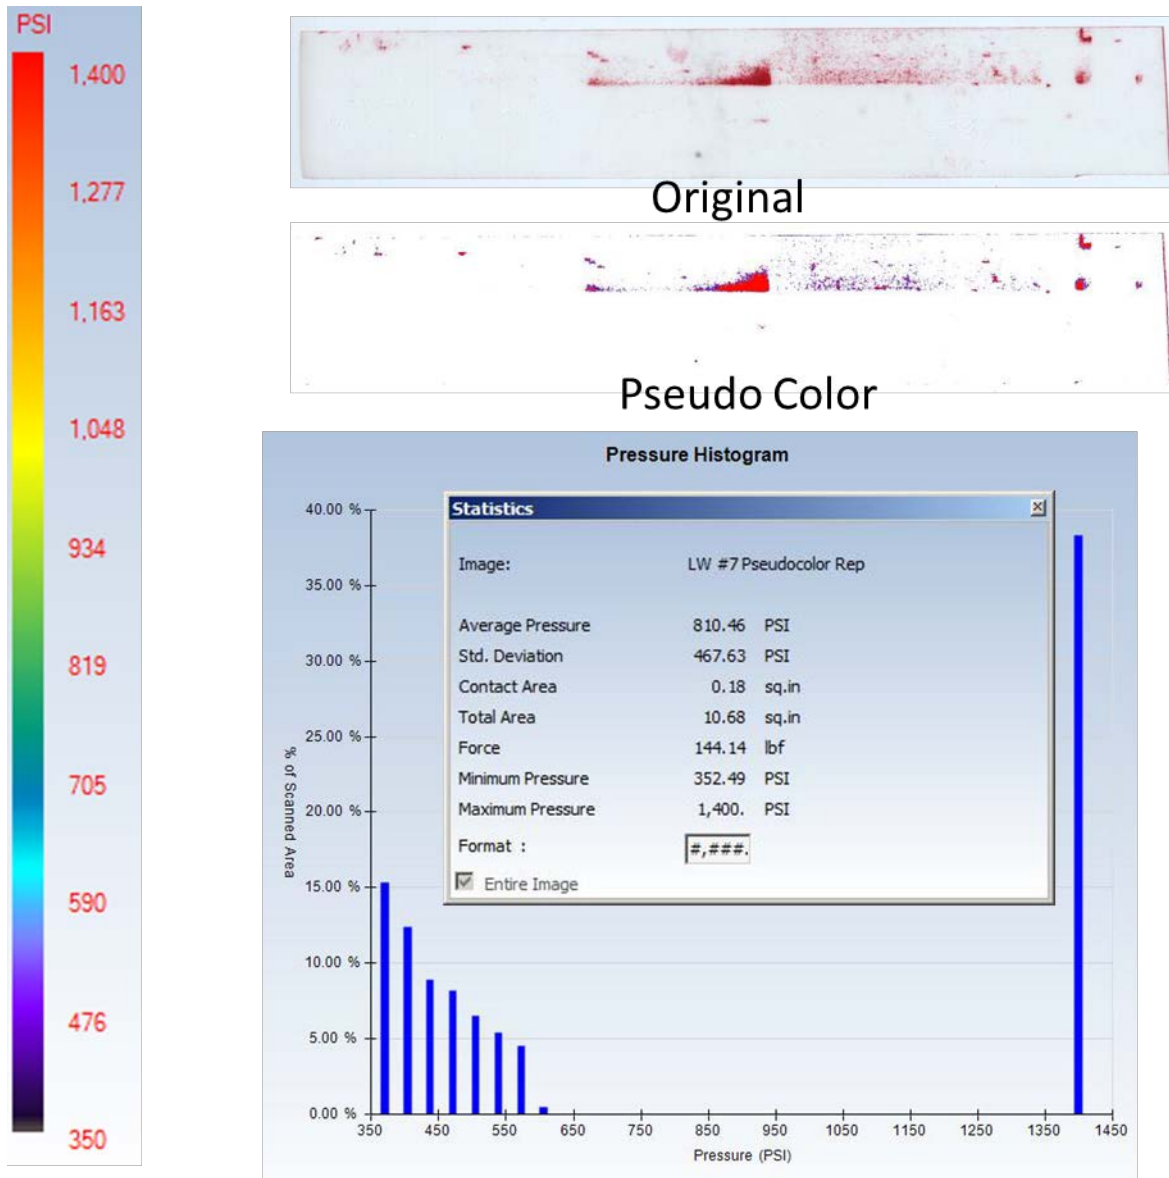 PSI
1,400
1,277
1,163
1,048
934
819
705
590
476
350
Original
Pseudo Color
Pressure Histogram
40.00 %
35.00 %
30.00 %
25.00 %
20.00 %
15.00 %
10.00 %
5.00 %
0.00 %
% of Scanned Area
Statistics
Image: LW #7 Pseudocolor Rep
Average Pressure 810.46 PSI
Std. Deviation 467.63 PSI
Contact Area 0.18 sq.in
Total Area 10.68 sq.in
Force 144.14 lbf
Minimum Pressure 352.49 PSI
Maximum Pressure 1,400. PSI
Format : #,###.
Entire Image
350 450 550 650 750 850 950 1050 1150 1250 1350 1450
Pressure (PSI)